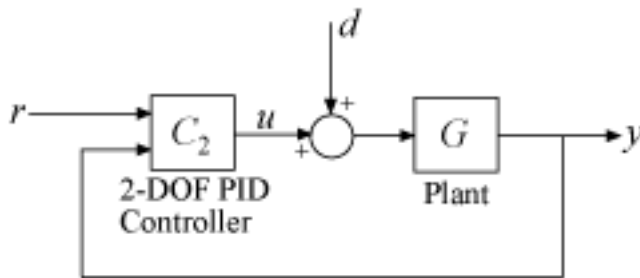 d
+
r
C2
u
+
G
y
2-DOF PID
Controller
Plant